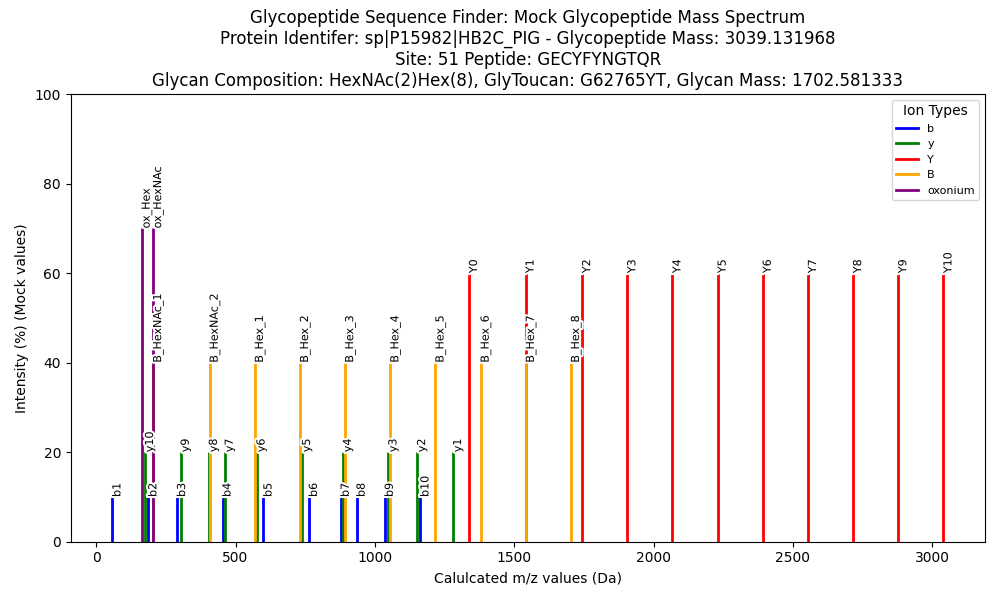 Glycopeptide Sequence Finder: Mock Glycopeptide Mass Spectrum
Protein Identifer: sp|P15982|HB2C_PIG - Glycopeptide Mass: 3039.131968
Site: 51 Peptide: GECYFYNGTQR
Glycan Composition: HexNAc(2)Hex(8), GlyToucan: G62765YT, Glycan Mass: 1702.581333
100
80
60
40
20
0
Intensity (%) (Mock values)
Ion Types
b
y
Y
B
oxonium
ox_Hex
ox_HexNAc
Y0
Y1
Y2
Y3
Y4
Y5
Y6
Y7
Y8
Y9
Y10
B_HexNAc_1
B_HexNAc_2
B_Hex_1
B_Hex_2
B_Hex_3
B_Hex_4
B_Hex_5
B_Hex_6
B_Hex_7
B_Hex_8
y10
y9
y8
y7
y6
y5
y4
y3
y2
y1
b1
b2
b3
b4
b5
b6
b7
b8
b9
b10
0
500
1000
1500
2000
2500
3000
Calulcated m/z values (Da)